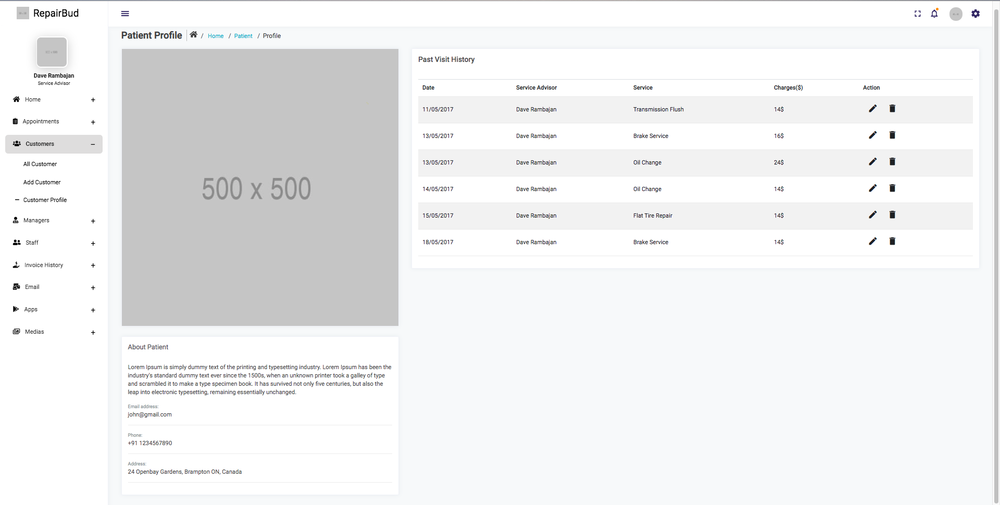 RepairBud
Dave Rambajan
Service Advisor
Home +
Appointments +
Customers −
All Customer
Add Customer
− Customer Profile
Managers +
Staff +
Invoice History +
Email +
Apps +
Medias +
Patient Profile / Home / Patient / Profile
500 x 500
About Patient
Lorem Ipsum is simply dummy text of the printing and typesetting industry. Lorem Ipsum has been the
industry's standard dummy text ever since the 1500s, when an unknown printer took a galley of type
and scrambled it to make a type specimen book. It has survived not only five centuries, but also the
leap into electronic typesetting, remaining essentially unchanged.
Email address:
john@gmail.com
Phone:
+91 1234567890
Address:
24 Openbay Gardens, Brampton ON, Canada
Past Visit History
Date Service Advisor Service Charges($) Action
11/05/2017 Dave Rambajan Transmission Flush 14$
13/05/2017 Dave Rambajan Brake Service 16$
13/05/2017 Dave Rambajan Oil Change 24$
14/05/2017 Dave Rambajan Oil Change 14$
15/05/2017 Dave Rambajan Flat Tire Repair 14$
18/05/2017 Dave Rambajan Brake Service 14$